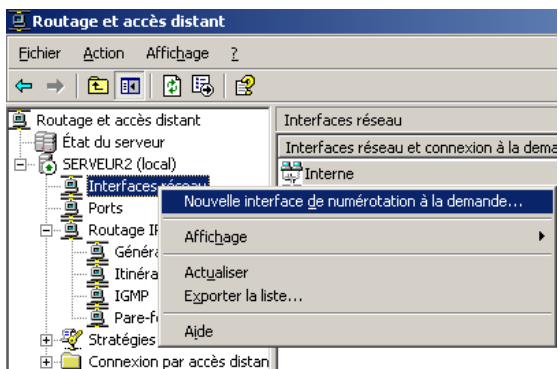 Routage et accès distant
Fichier Action Affichage ?
Routage et accès distant
État du serveur
SERVEUR2 (local)
Interfaces réseau
Ports
Routage IP
Généra
Itinéra
IGMP
Pare-f
Stratégies
Connexion par accès distan
Interfaces réseau
Interfaces réseau et connexion à la dema
Interne
Nouvelle interface de numérotation à la demande...
Affichage
Actualiser
Exporter la liste...
Aide